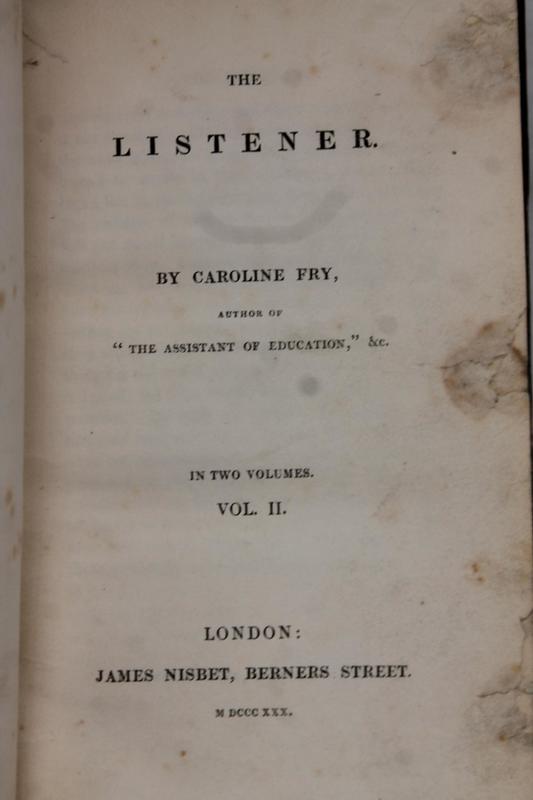 THE
LISTENER.
BY CAROLINE FRY,
AUTHOR OF
“ THE ASSISTANT OF EDUCATION,” &c.
IN TWO VOLUMES.
VOL. II.
LONDON:
JAMES NISBET, BERNERS STREET.
M DCCC XXX.